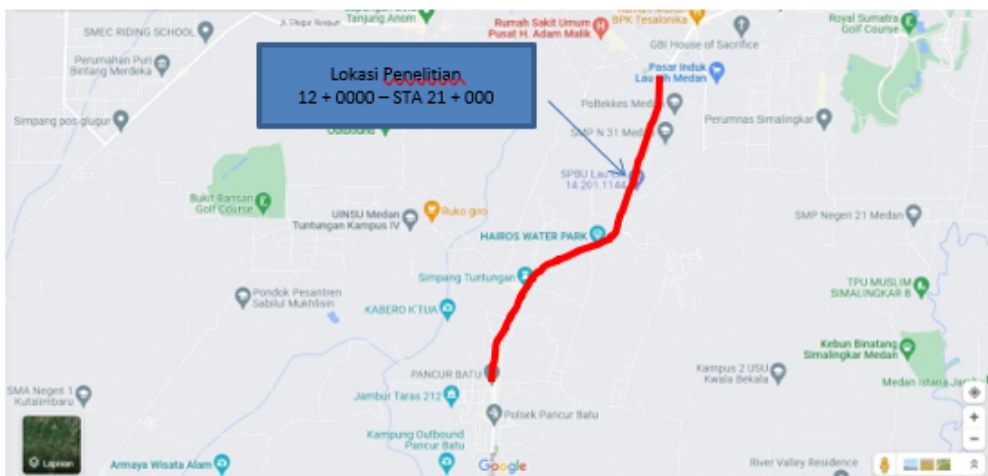 Tanjung Anom
SMEC RIDING SCHOOL
Rumah Sakit Umum
Pusat H. Adam Malik
BPK Tesalonika
GBI House of Sacrifice
Royal Sumatra
Golf Course
Perumahan Puri
Bintang Merdeka
Lokasi Penelitian
12 + 0000 – STA 21 + 000
Pasar Induk
Medan
Poltekkes Medan
Simpang pos glugur
SMP N 31 Medan
Perumnas Simalingkar
SPBU Lau
14.201.1144
Bukit Barisan
Golf Course
UINSU Medan
Tuntungan Kampus IV
Ruko giro
SMP Negeri 21 Medan
HAIROS WATER PARK
Simpang Tuntungan
TPU MUSLIM
SIMALINGKAR B
Pondok Pesantren
Sabilul Mukhlisin
KABERO K'TUA
Kebun Binatang
Simalingkar Medan
PANCUR BATU
Kampus 2 USU
Kwala Bekala
Medan Istana
SMA Negeri 1
Kutalimbaru
Jambur Taras 212
Polsek Pancur Batu
Kampung Outbound
Pancur Batu
Lapisan
Armaya Wisata Alam
Google
River Valley Residence